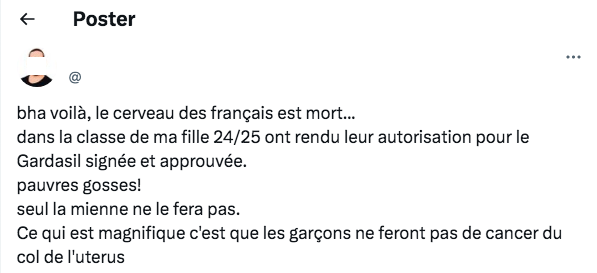 Poster
@
bha voilà, le cerveau des français est mort...
dans la classe de ma fille 24/25 ont rendu leur autorisation pour le
Gardasil signée et approuvée.
pauvres gosses!
seul la mienne ne le fera pas.
Ce qui est magnifique c'est que les garçons ne feront pas de cancer du
col de l'uterus